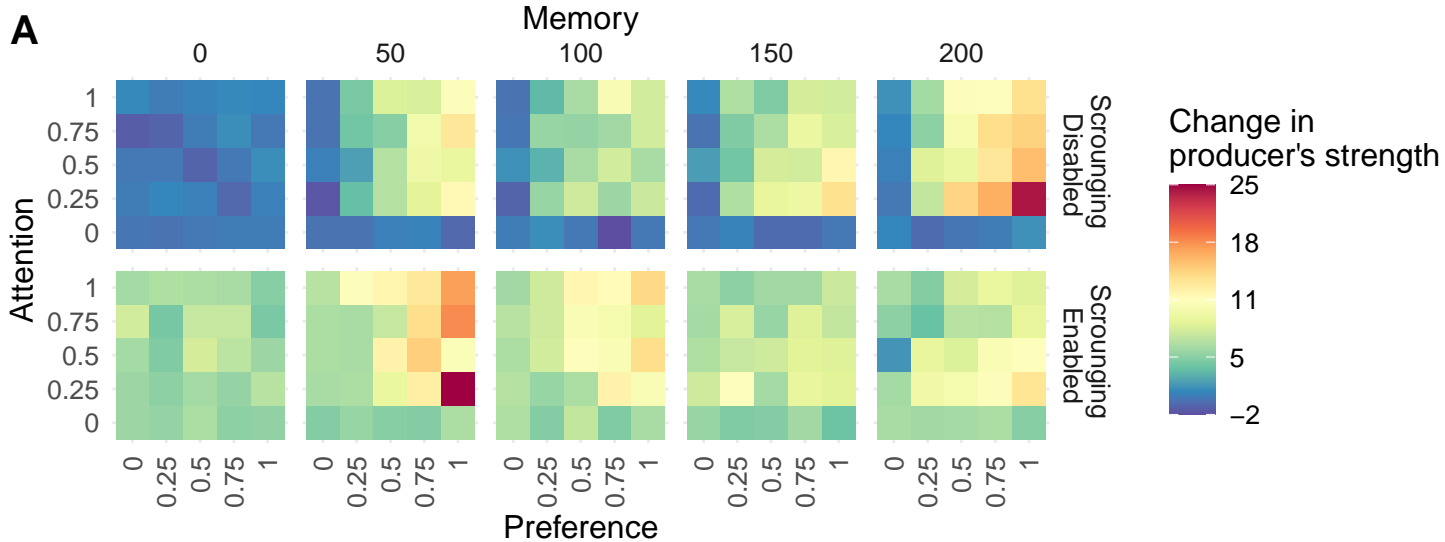 A
Memory
0 50 100 150 200
Attention
1
0.75
0.5
0.25
0
Scrounging
Disabled
1
0.75
0.5
0.25
0
Scrounging
Enabled
0 0.25 0.5 0.75 1
0 0.25 0.5 0.75 1
0 0.25 0.5 0.75 1
0 0.25 0.5 0.75 1
0 0.25 0.5 0.75 1
Preference
Change in
producer's strength
25
18
11
5
−2